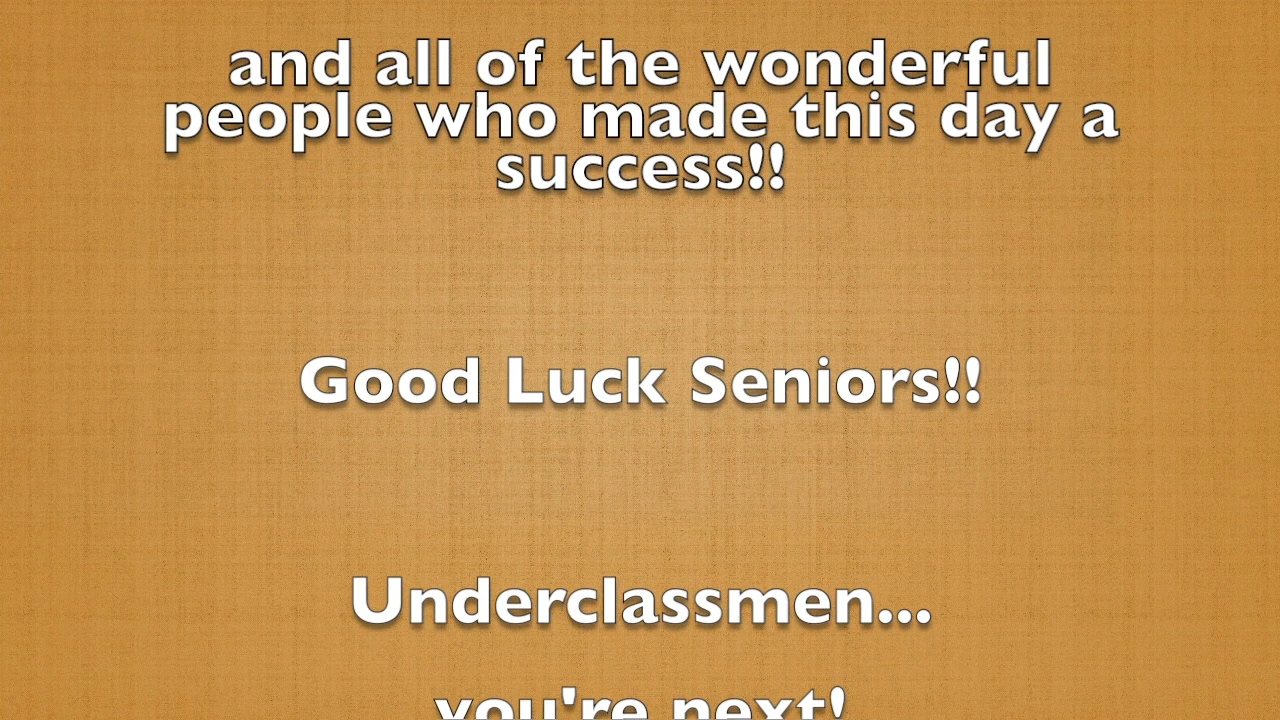 and all of the wonderful
people who made this day a
success!!
Good Luck Seniors!!
Underclassmen...
you're next!